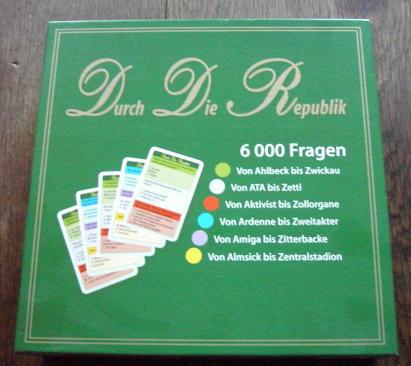 Durch Die Republik
6 000 Fragen
Von Ahlbeck bis Zwickau
Von ATA bis Zetti
Von Aktivist bis Zollorgane
Von Ardenne bis Zweitakter
Von Amiga bis Zitterbacke
Von Almsick bis Zentralstadion